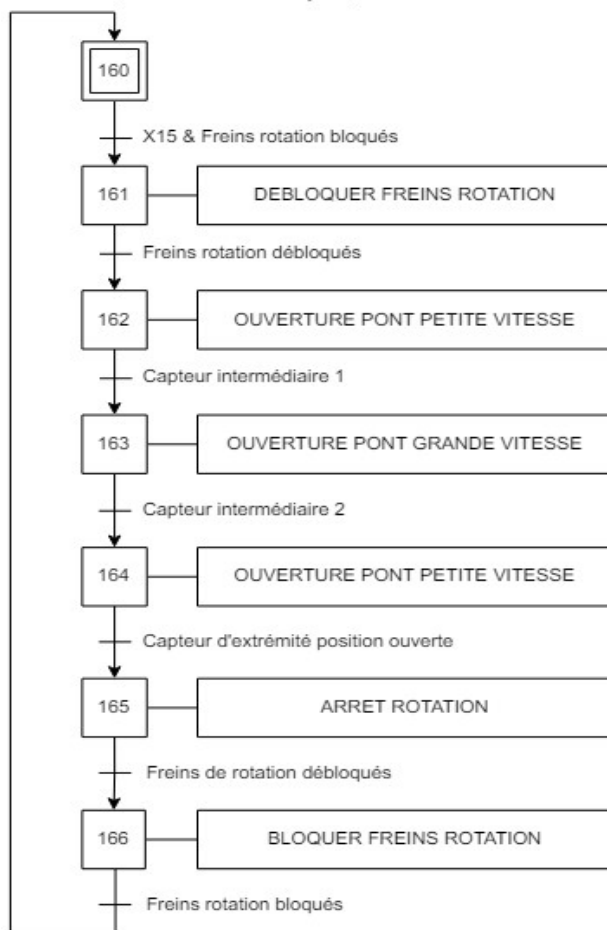 160
X15 & Freins rotation bloqués
161 DEBLOQUER FREINS ROTATION
Freins rotation débloqués
162 OUVERTURE PONT PETITE VITESSE
Capteur intermédiaire 1
163 OUVERTURE PONT GRANDE VITESSE
Capteur intermédiaire 2
164 OUVERTURE PONT PETITE VITESSE
Capteur d'extrémité position ouverte
165 ARRET ROTATION
Freins de rotation débloqués
166 BLOQUER FREINS ROTATION
Freins rotation bloqués